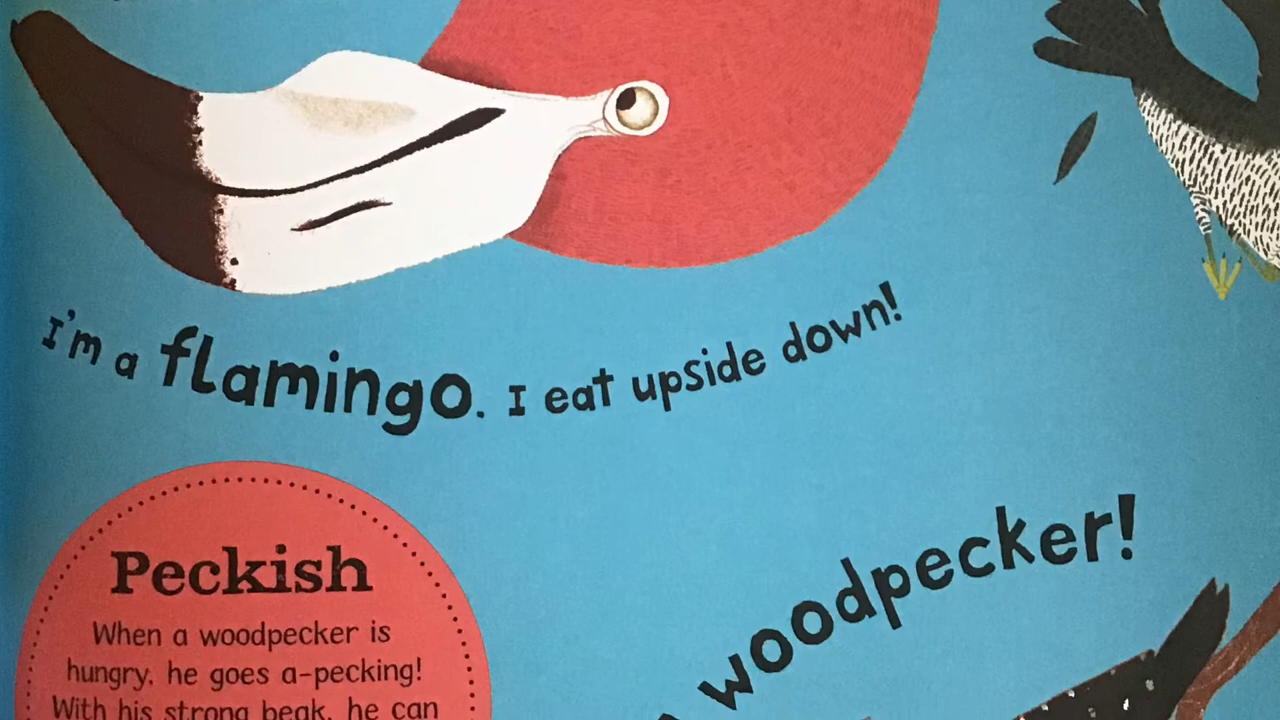 I'm a flamingo. I eat upside down!
Peckish
When a woodpecker is
hungry, he goes a-pecking!
With his strong beak, he can
woodpecker!